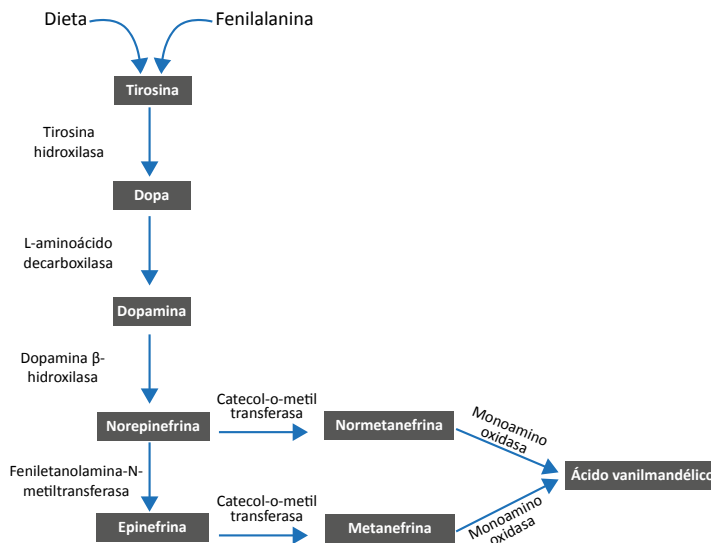 Dieta
Fenilalanina
Tirosina
Tirosina
hidroxilasa
Dopa
L-aminoácido
decarboxilasa
Dopamina
Dopamina β-
hidroxilasa
Norepinefrina
Catecol-o-metil
transferasa
Normetanefrina
Monoamino
oxidasa
Ácido vanilmandélico
Feniletanolamina-N-
metiltransferasa
Epinefrina
Catecol-o-metil
transferasa
Metanefrina
Monoamino
oxidasa